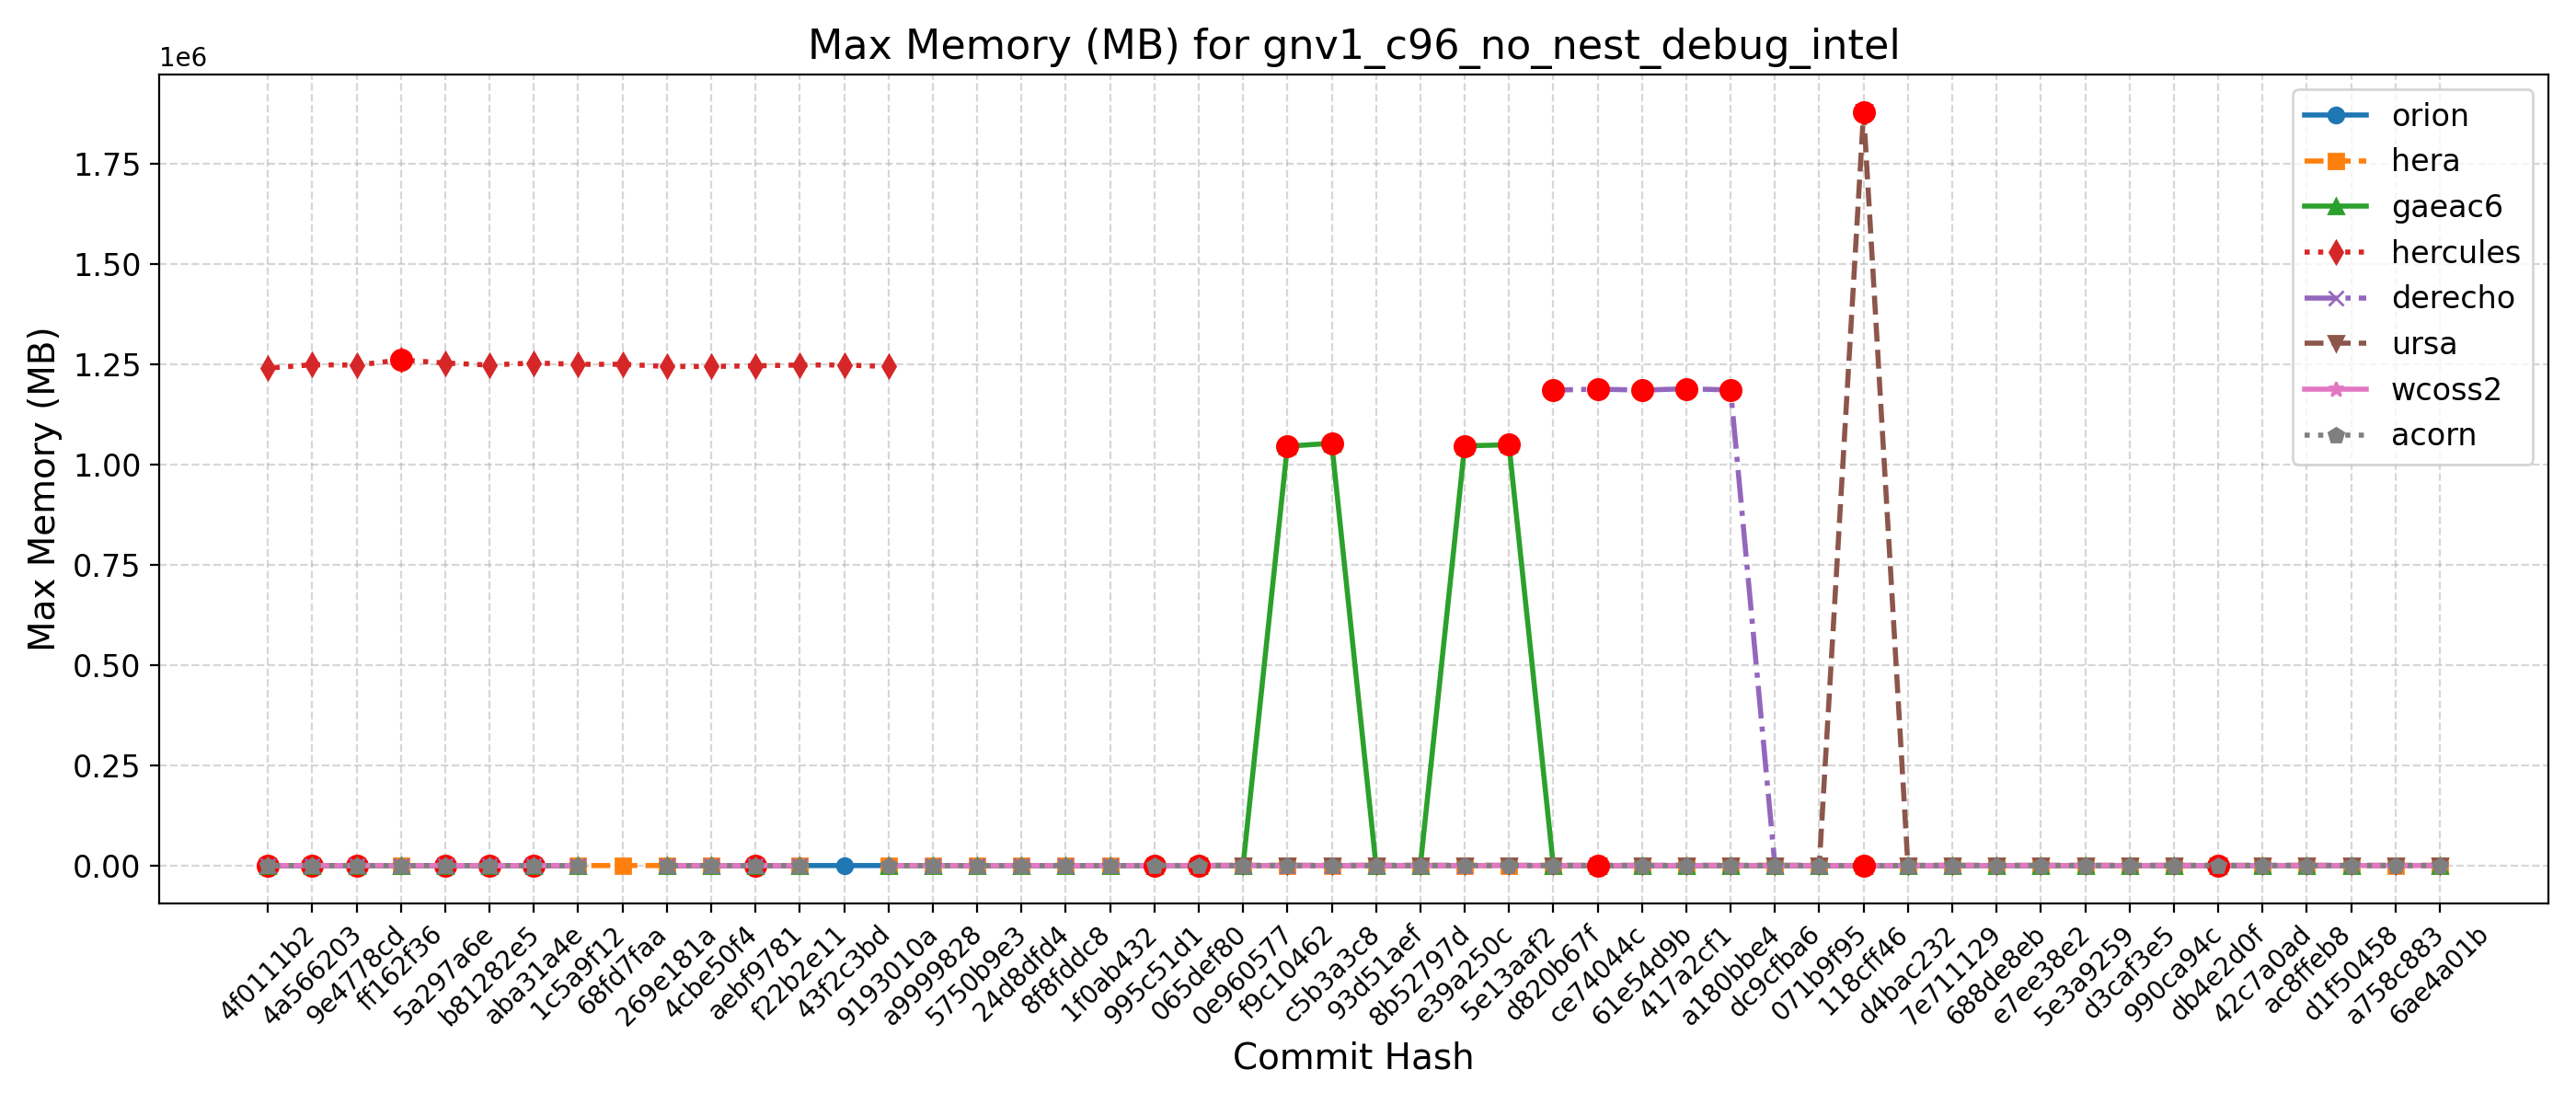 Max Memory (MB) for gnv1_c96_no_nest_debug_intel
1e6
1.75
1.50
1.25
1.00
0.75
0.50
0.25
0.00
Max Memory (MB)
orion
hera
gaeac6
hercules
derecho
ursa
wcoss2
acorn
4f0111b2
4a566203
9e4778cd
ff162f36
5a297a6e
b81282e5
aba31a4e
1c5a9f12
68fd7faa
269e181a
4cbe50f4
aebf9781
f22b2e11
43f2c3bd
9193010a
a9999828
5750b9e3
24d8dfd4
8f8fddc8
1f0ab432
995c51d1
065def80
0e960577
f9c10462
c5b3a3c8
93d51aef
8b52797d
e39a250c
5e13aaf2
d820b67f
ce74044c
61e54d9b
417a2cf1
a180bbe4
dc9cfba6
071b9f95
118cff46
d4bac232
7e711129
688de8eb
e7ee38e2
5e3a9259
d3caf3e5
990ca94c
db4e2d0f
42c7a0ad
ac8ffeb8
d1f50458
a758c883
6ae4a01b
Commit Hash